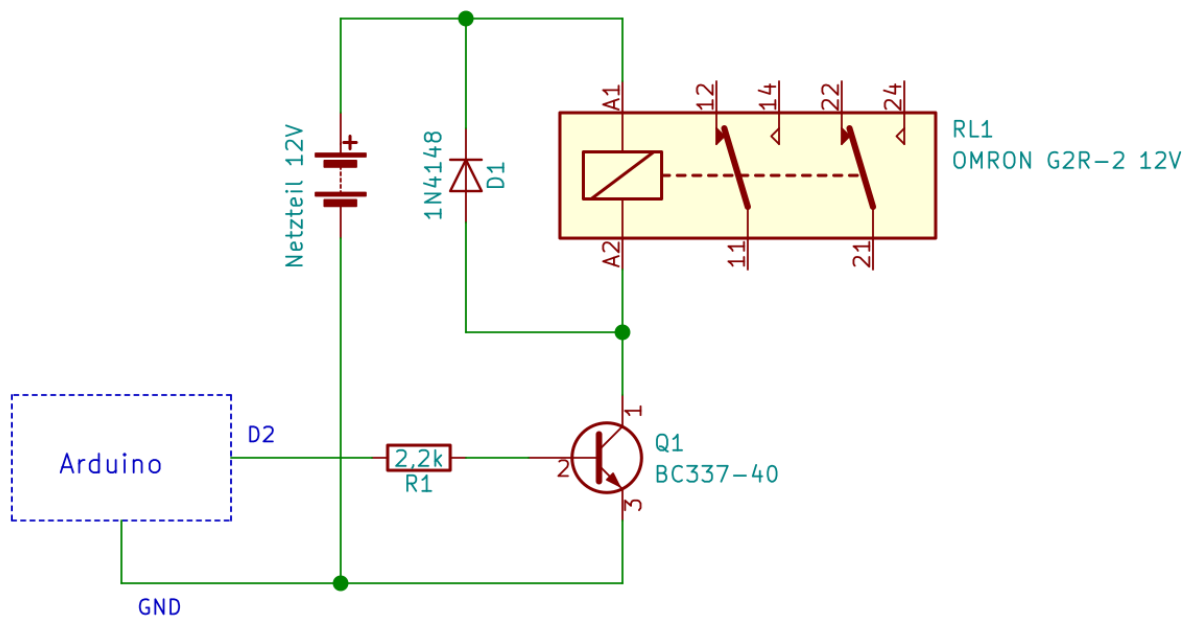 A1
12
14
22
24
RL1
OMRON G2R-2 12V
+
Netzteil 12V
1N4148
D1
A2
11
21
D2
Arduino
2,2k
R1
1
2
Q1
BC337-40
3
GND